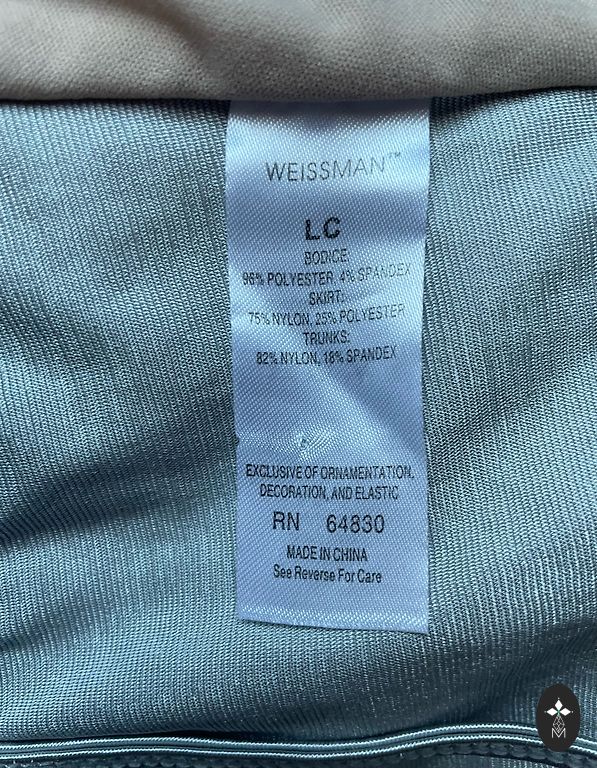 WEISSMAN™
LC
BODICE:
96% POLYESTER, 4% SPANDEX
SKIRT:
75% NYLON, 25% POLYESTER
TRUNKS:
82% NYLON, 18% SPANDEX
EXCLUSIVE OF ORNAMENTATION,
DECORATION, AND ELASTIC
RN 64830
MADE IN CHINA
See Reverse For Care
M